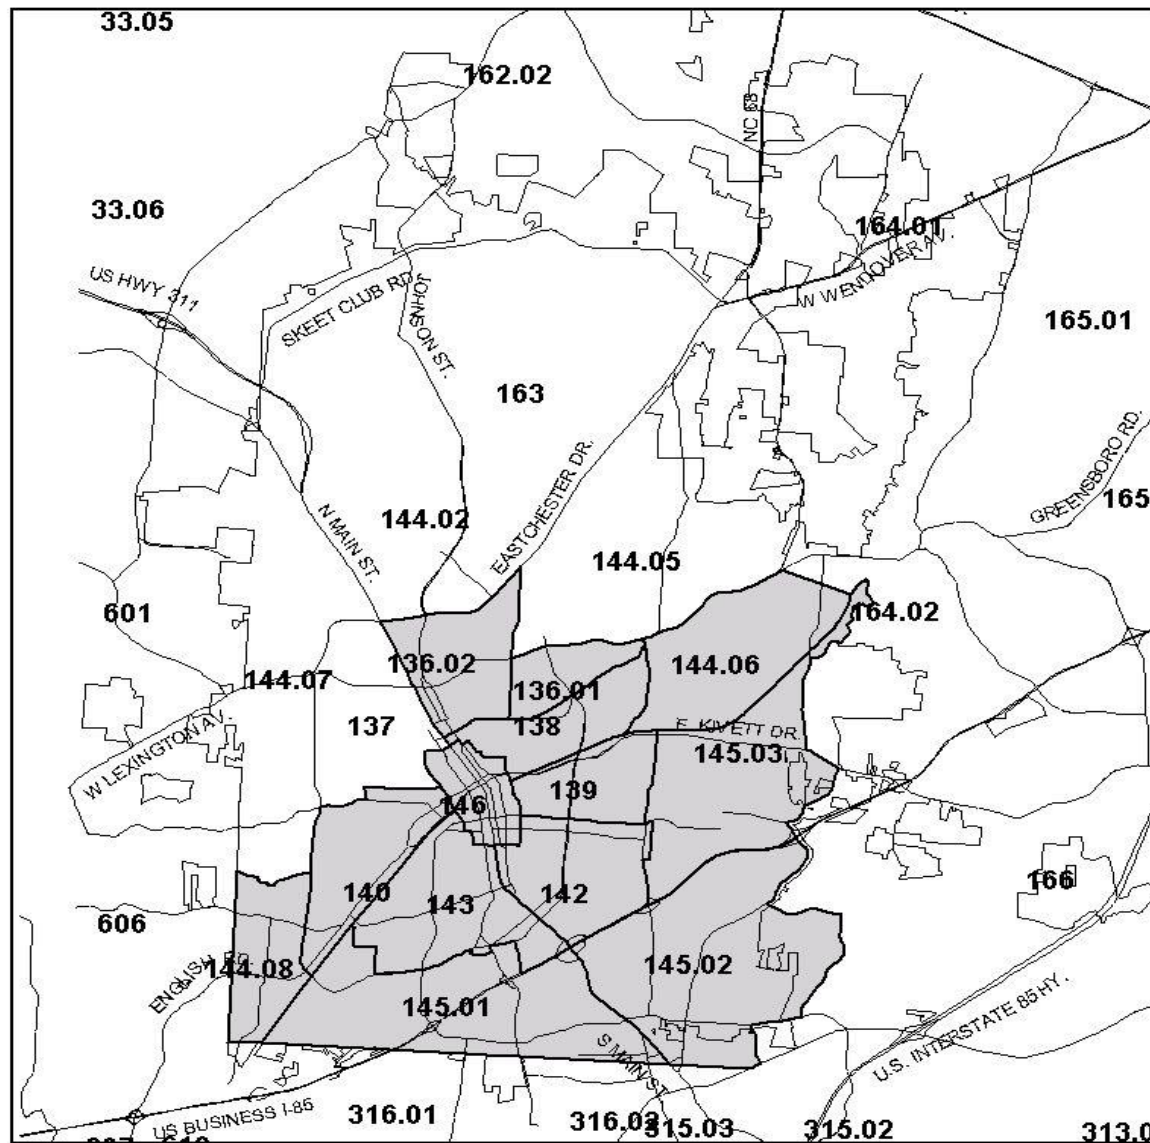 33.05
162.02
NC 68
33.06
164.01
W WENDOVER AV.
US HWY 311
SKEET CLUB RD.
JOHNSON ST.
165.01
163
EASTCHESTER DR.
GREENSBORO RD.
165
N MAIN ST.
144.02
144.05
601
164.02
136.02
144.06
144.07
136.01
W LEXINGTON AV.
137
138
E. KIVETT DR.
145.03
146
139
140
143
142
166
606
ENGLISH RD.
144.08
145.02
145.01
U.S. INTERSTATE 85 HY.
S MAIN ST.
US BUSINESS I-85
316.01
316.02
315.03
315.02
313.0